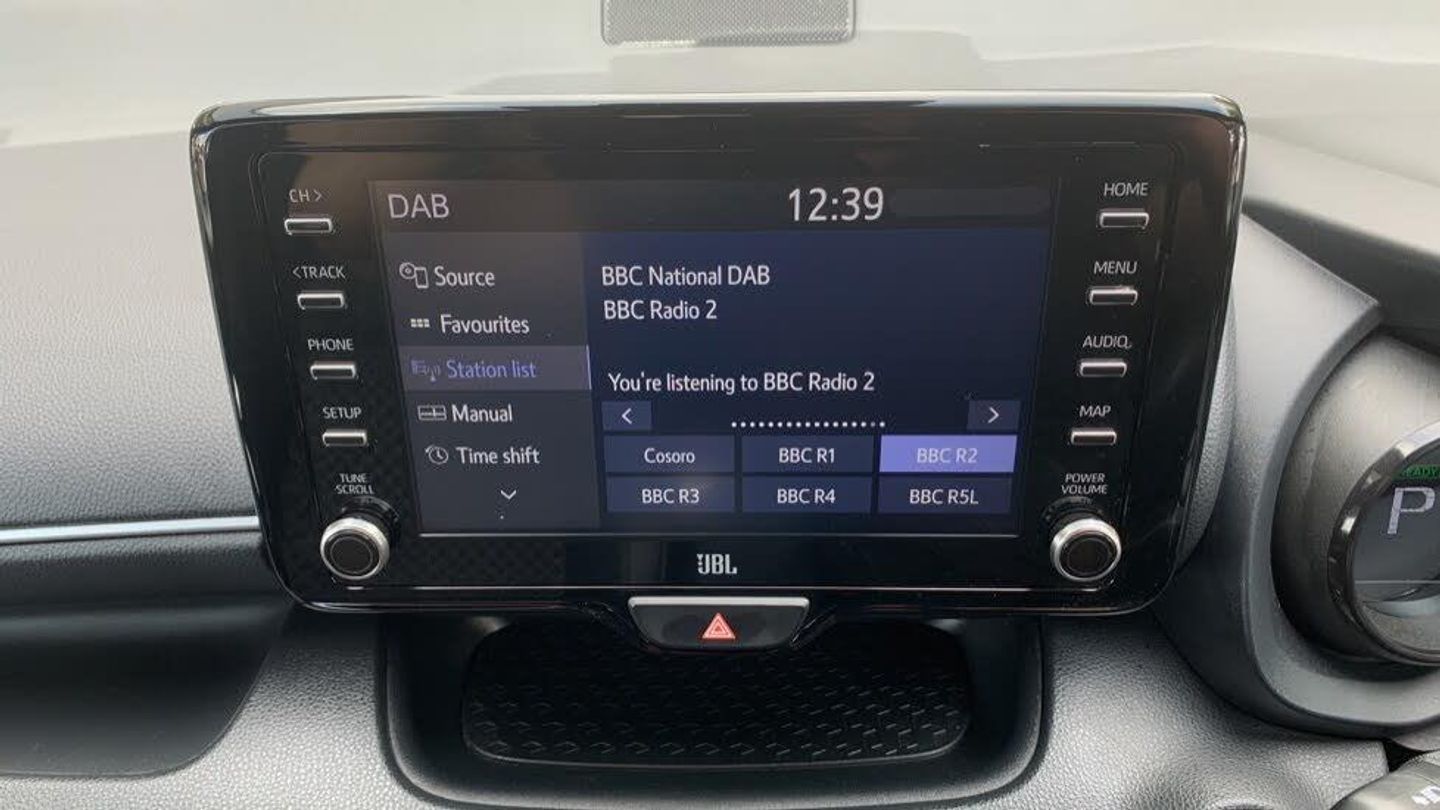 CH >
<TRACK
PHONE
SETUP
TUNE
SCROLL
DAB
12:39
Source
Favourites
Station list
Manual
Time shift
BBC National DAB
BBC Radio 2
You're listening to BBC Radio 2
< >
Cosoro BBC R1 BBC R2
BBC R3 BBC R4 BBC R5L
HOME
MENU
AUDIO
MAP
POWER
VOLUME
JBL
READY
P